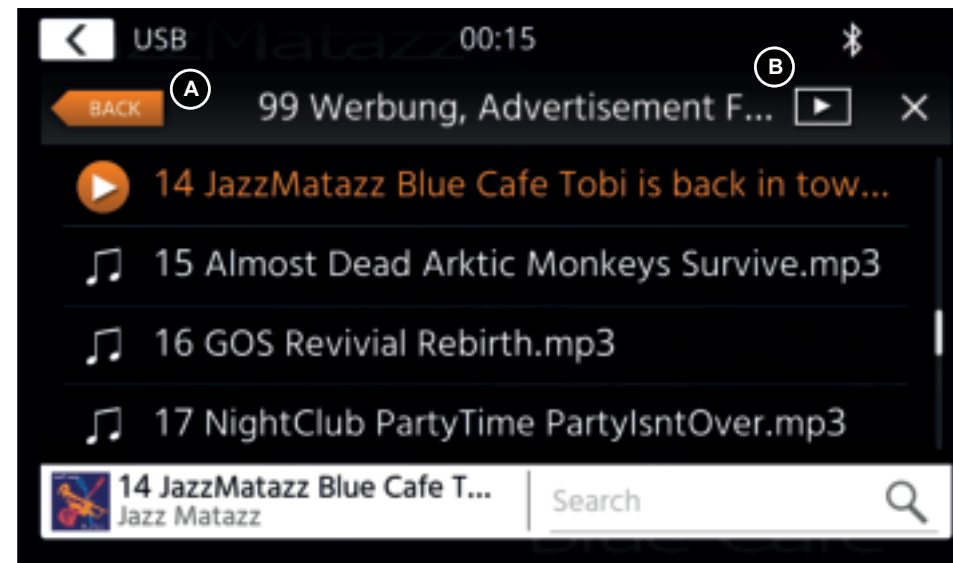 USB 00:15
A B
BACK 99 Werbung, Advertisement F...
14 JazzMatazz Blue Cafe Tobi is back in tow...
15 Almost Dead Arktic Monkeys Survive.mp3
16 GOS Revivial Rebirth.mp3
17 NightClub PartyTime PartyIsntOver.mp3
14 JazzMatazz Blue Cafe T...
Jazz Matazz
Search